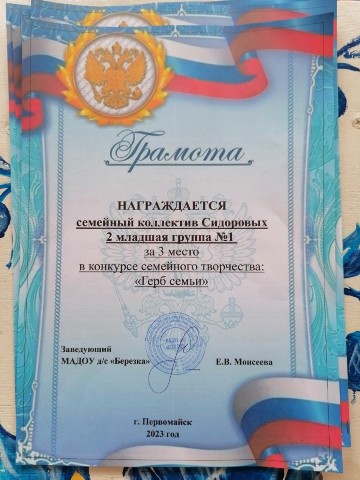 Грамота
НАГРАЖДАЕТСЯ
семейный коллектив Сидоровых
2 младшая группа №1
за 3 место
в конкурсе семейного творчества:
«Герб семьи»
Заведующий
МАДОУ д/с «Березка»
Е.В. Моисеева
г. Первомайск
2023 год